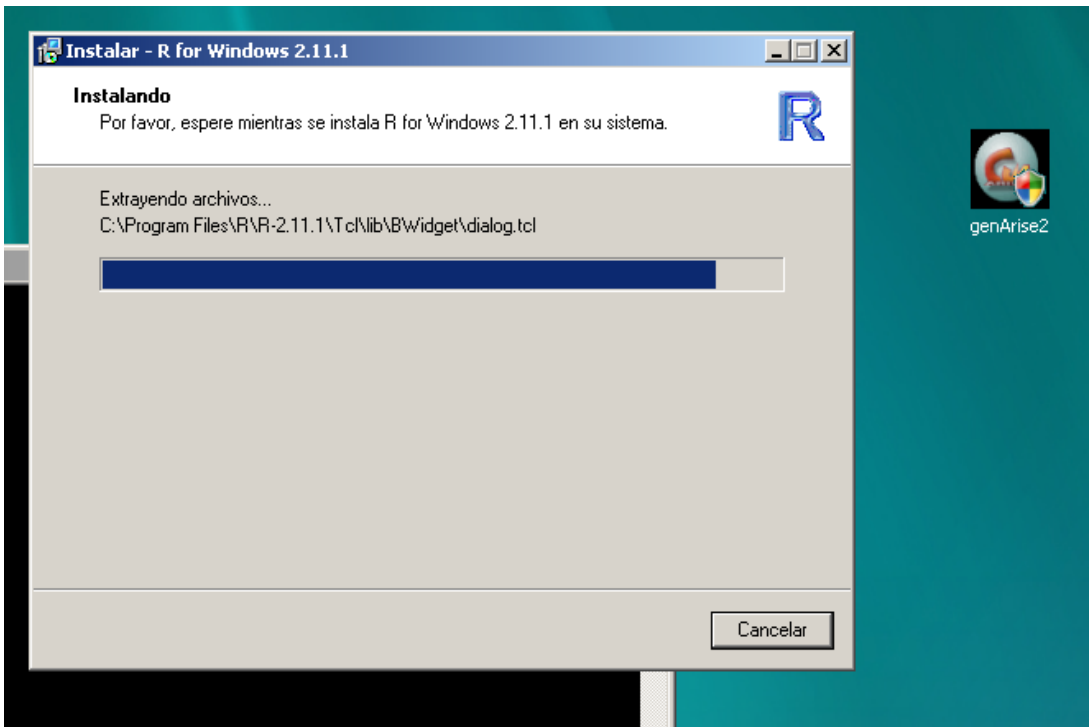 Instalar - R for Windows 2.11.1
Instalando
Por favor, espere mientras se instala R for Windows 2.11.1 en su sistema.
R
Extrayendo archivos...
C:\Program Files\R\R-2.11.1\Tcl\lib\BWidget\dialog.tcl
genArise2
Cancelar